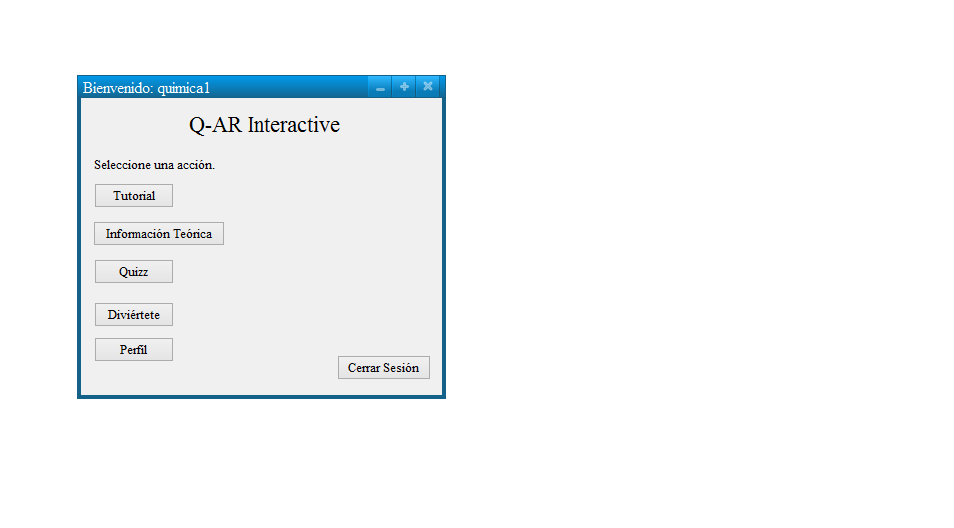 Bienvenido: quimica1
Q-AR Interactive
Seleccione una acción.
Tutorial
Información Teórica
Quizz
Diviértete
Perfil
Cerrar Sesión